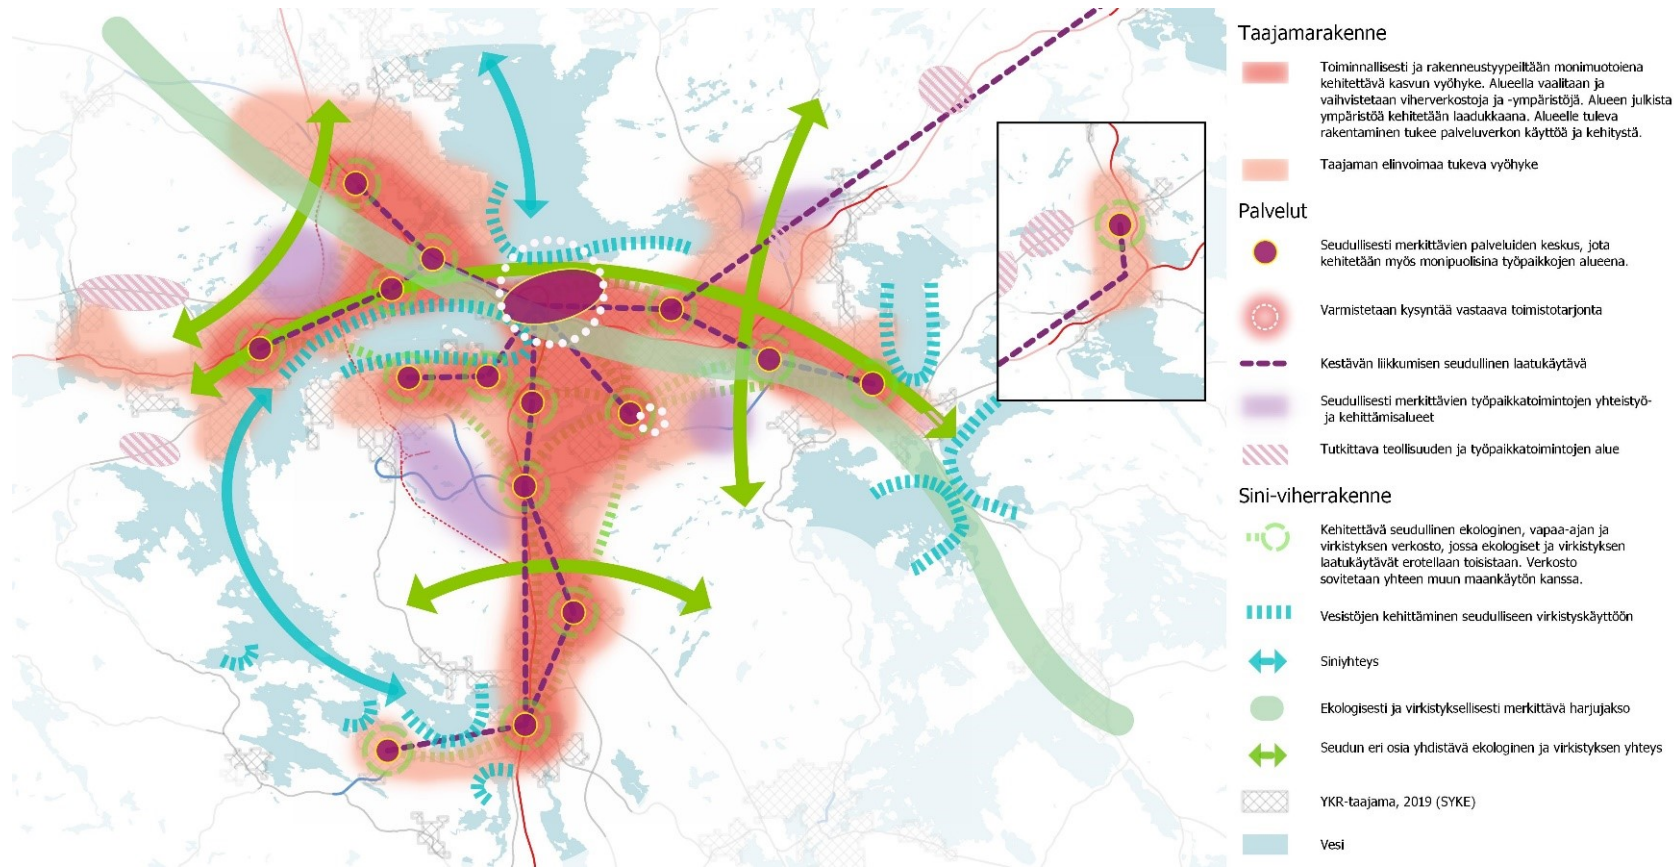 Taajamarakenne
Toiminnallisesti ja rakenneustyypeiltään monimuotoiena
kehitettävä kasvun vyöhyke. Alueella vaalitaan ja
vaihvistetaan viherverkostoja ja -ympäristöjä. Alueen julkista
ympäristöä kehitetään laadukkaana. Alueelle tuleva
rakentaminen tukee palveluverkon käyttöä ja kehitystä.
Taajaman elinvoimaa tukeva vyöhyke
Palvelut
Seudullisesti merkittävien palveluiden keskus, jota
kehitetään myös monipuolisina työpaikkojen alueena.
Varmistetaan kysyntää vastaava toimistotarjonta
Kestävän liikkumisen seudullinen laatukäytävä
Seudullisesti merkittävien työpaikkatoimintojen yhteistyö-
ja kehittämisalueet
Tutkittava teollisuuden ja työpaikkatoimintojen alue
Sini-viherrakenne
Kehitettävä seudullinen ekologinen, vapaa-ajan ja
virkistyksen verkosto, jossa ekologiset ja virkistyksen
laatukäytävät erotellaan toisistaan. Verkosto
sovitetaan yhteen muun maankäytön kanssa.
Vesistöjen kehittäminen seudulliseen virkistyskäyttöön
Siniyhteys
Ekologisesti ja virkistyksellisesti merkittävä harjujakso
Seudun eri osia yhdistävä ekologinen ja virkistyksen yhteys
YKR-taajama, 2019 (SYKE)
Vesi